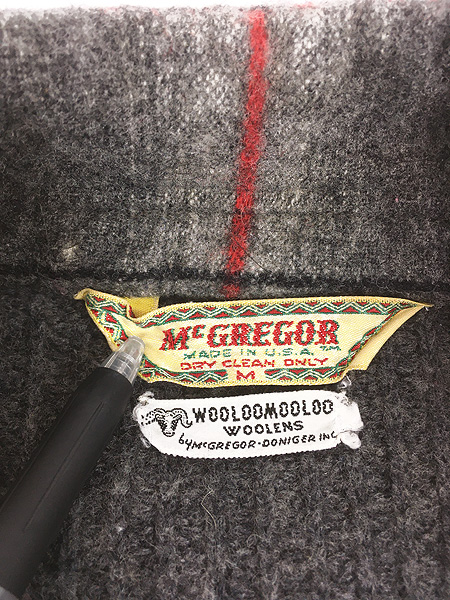 McGREGOR
MADE IN U.S.A. T.M.
DRY CLEAN ONLY
M
WOOLOOMOOLOO
WOOLENS
by McGREGOR-DONIGER INC.